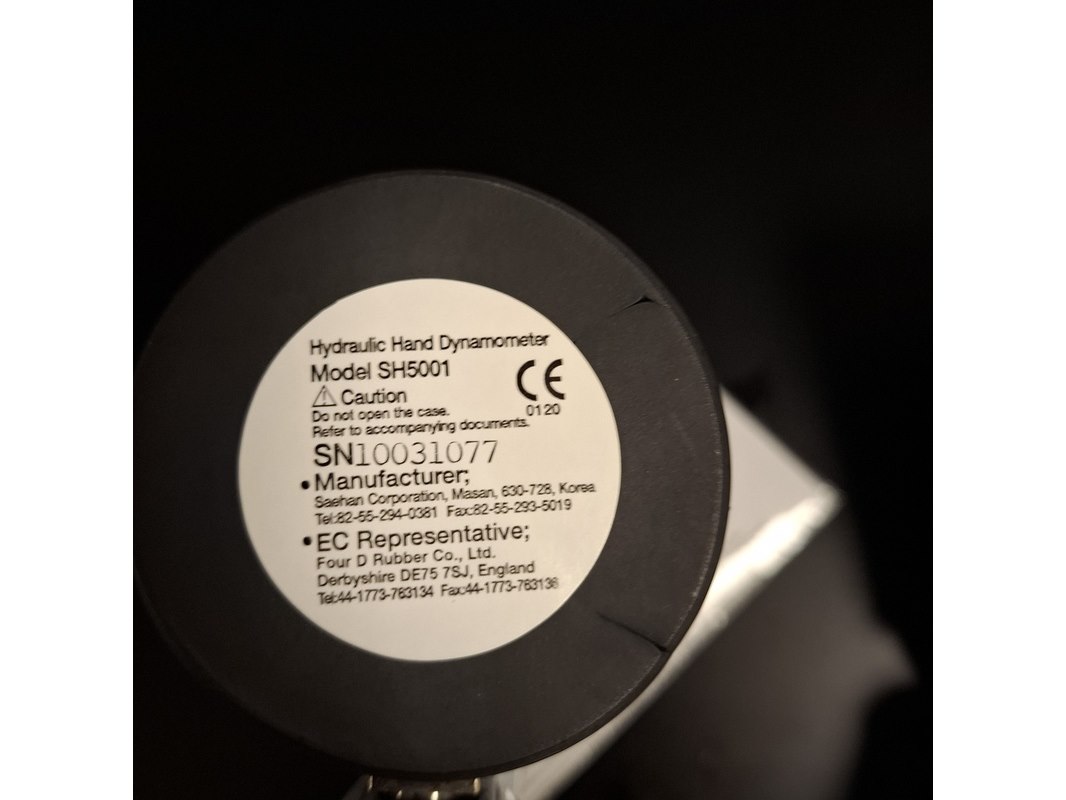 Hydraulic Hand Dynamometer
Model SH5001
CE
⚠ Caution
0120
Do not open the case.
Refer to accompanying documents.
SN10031077
•Manufacturer;
Saehan Corporation, Masan, 630-728, Korea
Tel:82-55-294-0381 Fax:82-55-293-5019
•EC Representative;
Four D Rubber Co., Ltd.
Derbyshire DE75 7SJ, England
Tel:44-1773-763134 Fax:44-1773-763136